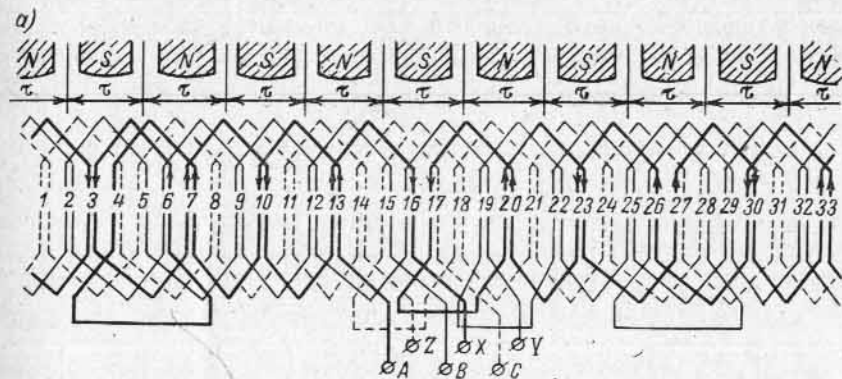 а)
N S N S N S N S N S N
τ τ τ τ τ τ τ τ τ τ τ
1 2 3 4 5 6 7 8 9 10 11 12 13 14 15 16 17 18 19 20 21 22 23 24 25 26 27 28 29 30 31 32 33
Z X Y
A B C